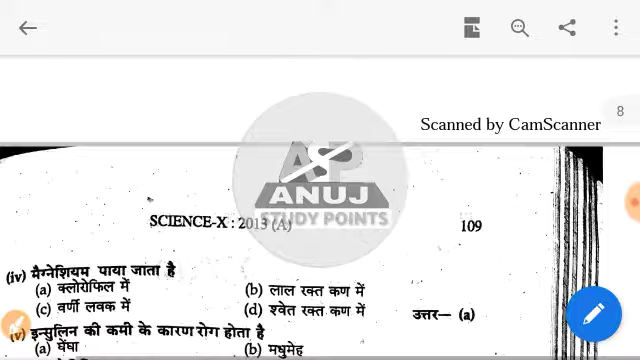 8
Scanned by CamScanner
ASP
ANUJ
STUDY POINTS
SCIENCE-X : 2013 (A)
109
(iv) मैग्नेशियम पाया जाता है
(a) क्लोरोफिल में (b) लाल रक्त कण में
(c) वर्णी लवक में (d) श्वेत रक्त कण में उत्तर— (a)
(v) इन्सुलिन की कमी के कारण रोग होता है
(a) घेंघा (b) मधुमेह